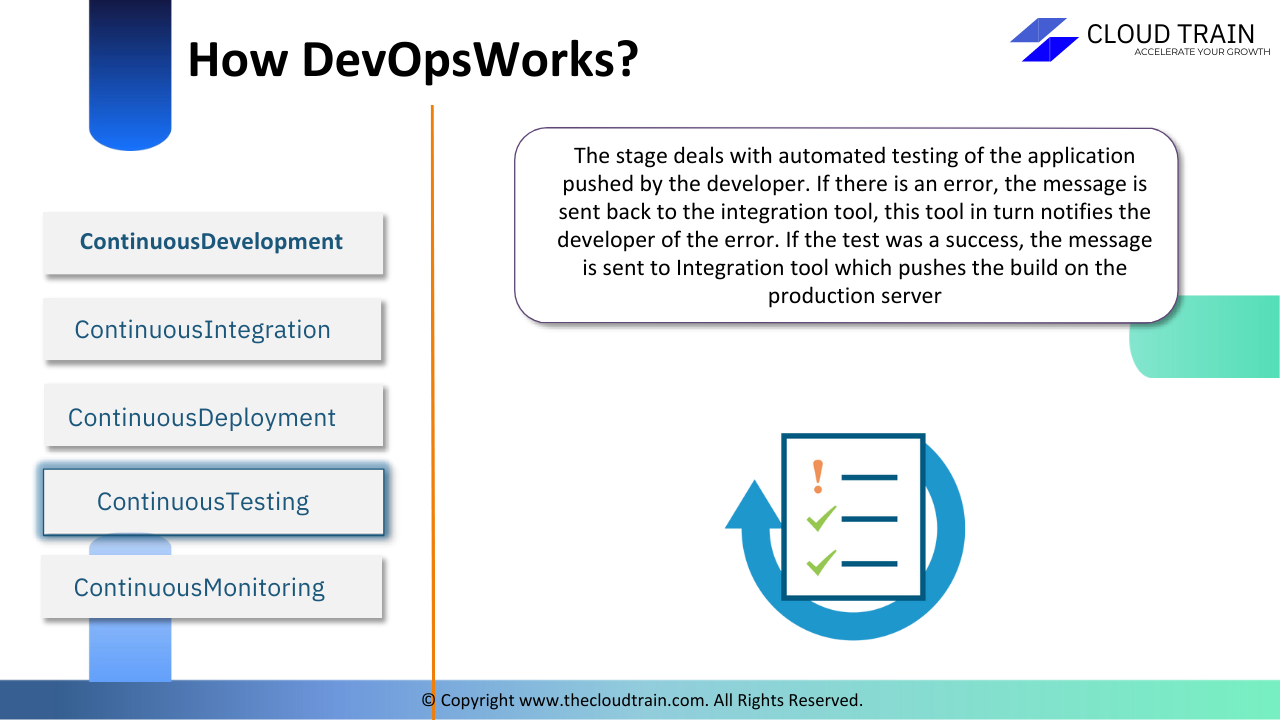 How DevOpsWorks?
CLOUD TRAIN
ACCELERATE YOUR GROWTH
ContinuousDevelopment
ContinuousIntegration
ContinuousDeployment
ContinuousTesting
ContinuousMonitoring
The stage deals with automated testing of the application
pushed by the developer. If there is an error, the message is
sent back to the integration tool, this tool in turn notifies the
developer of the error. If the test was a success, the message
is sent to Integration tool which pushes the build on the
production server
© Copyright www.thecloudtrain.com. All Rights Reserved.